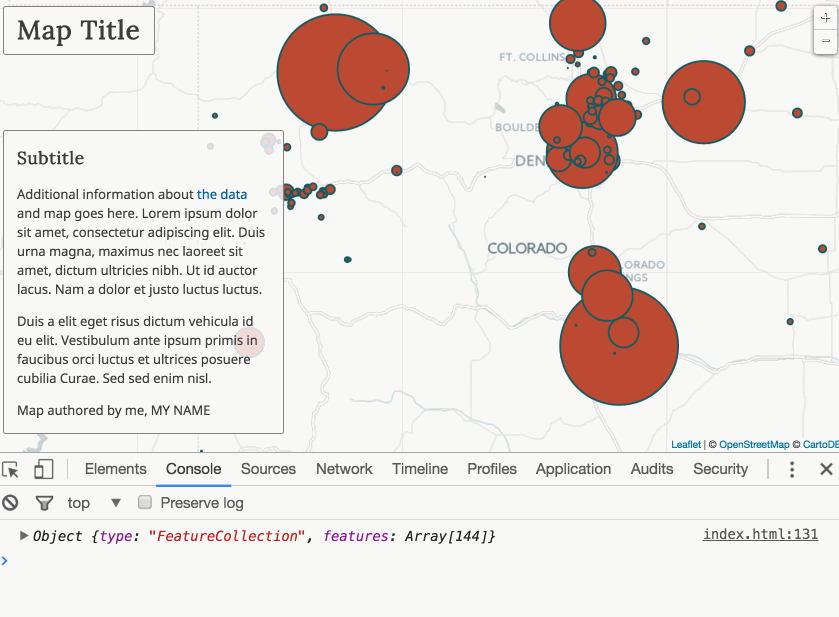 Map Title
+
−
FT. COLLINS
BOULDE
DEN
COLORADO
LORADO
NGS
Subtitle
Additional information about the data
and map goes here. Lorem ipsum dolor
sit amet, consectetur adipiscing elit. Duis
urna magna, maximus nec laoreet sit
amet, dictum ultricies nibh. Ut id auctor
lacus. Nam a dolor et justo luctus luctus.
Duis a elit eget risus dictum vehicula id
eu elit. Vestibulum ante ipsum primis in
faucibus orci luctus et ultrices posuere
cubilia Curae. Sed sed enim nisl.
Map authored by me, MY NAME
Leaflet | © OpenStreetMap © CartoDB
Elements Console Sources Network Timeline Profiles Application Audits Security
top Preserve log
Object {type: "FeatureCollection", features: Array[144]} index.html:131